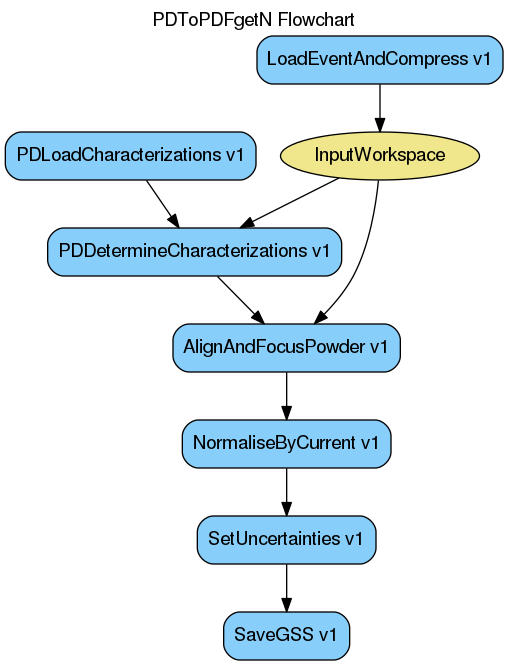 PDToPDFgetN Flowchart
LoadEventAndCompress v1
PDLoadCharacterizations v1
InputWorkspace
PDDetermineCharacterizations v1
AlignAndFocusPowder v1
NormaliseByCurrent v1
SetUncertainties v1
SaveGSS v1